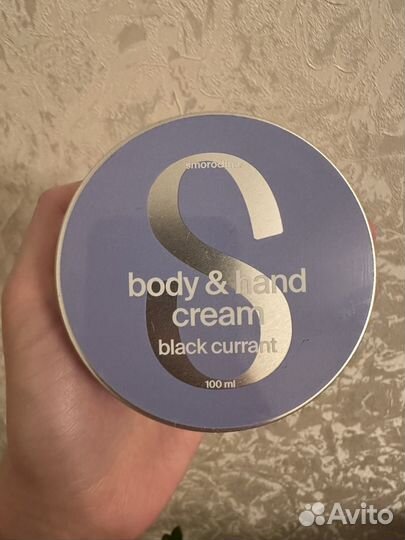 smorodina
body & hand
cream
black currant
100 ml
Avito